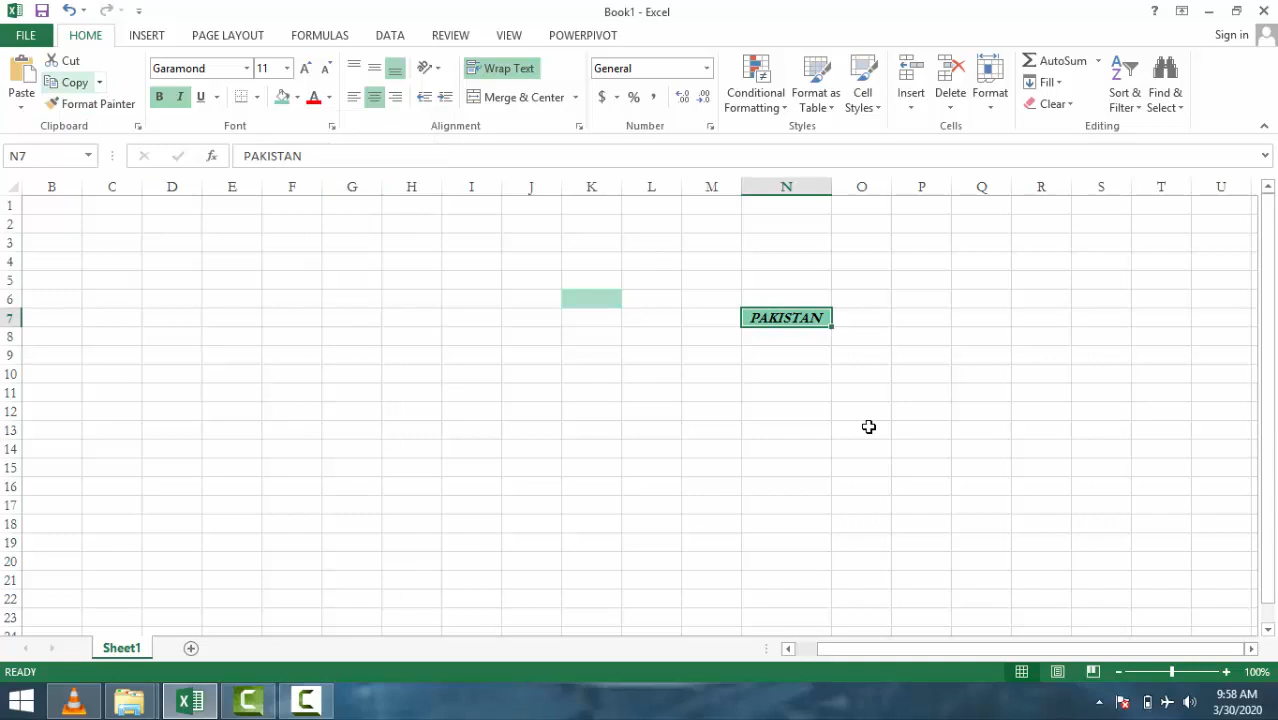 Book1 - Excel
?
FILE HOME INSERT PAGE LAYOUT FORMULAS DATA REVIEW VIEW POWERPIVOT Sign in
Paste
Cut
Copy
Format Painter
Clipboard
Garamond 11 A A
B I U A
Font
Wrap Text
Merge & Center
Alignment
General
$ % , .0 .00
Number
Conditional Formatting
Format as Table
Cell Styles
Styles
Insert Delete Format
Cells
AutoSum
Fill
Clear
Sort & Filter
Find & Select
Editing
N7 fx PAKISTAN
B C D E F G H I J K L M N O P Q R S T U
1
2
3
4
5
6
7 PAKISTAN
8
9
10
11
12
13
14
15
16
17
18
19
20
21
22
23
Sheet1
READY 100%
9:58 AM
3/30/2020